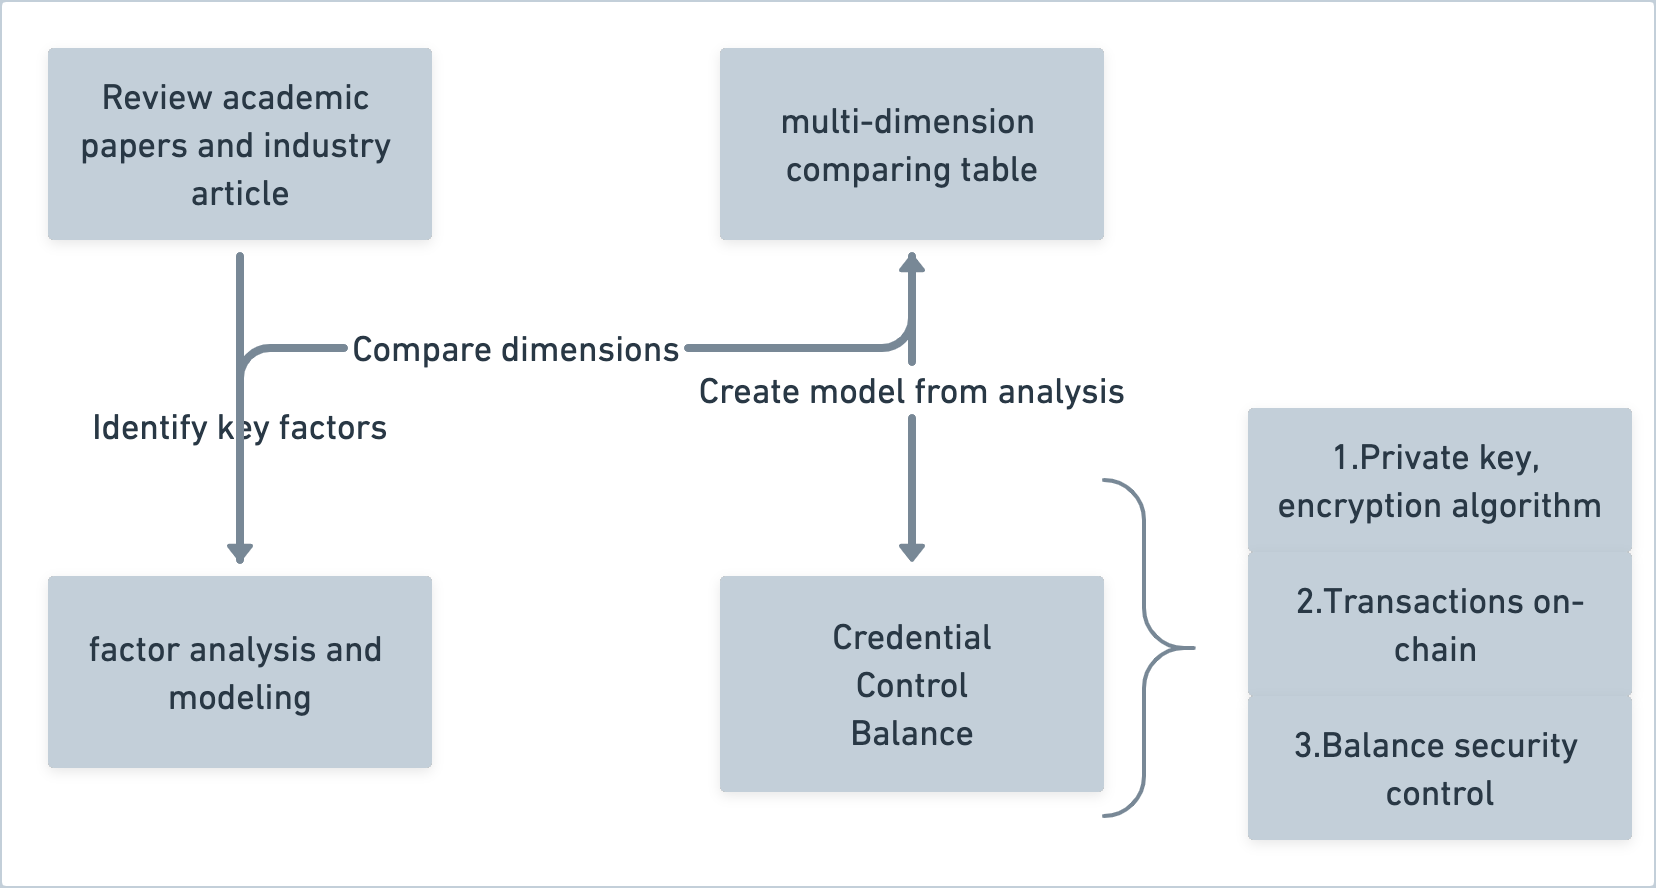 Review academic
papers and industry
article
multi-dimension
comparing table
Compare dimensions
Create model from analysis
Identify key factors
factor analysis and
modeling
Credential
Control
Balance
1.Private key,
encryption algorithm
2.Transactions on-
chain
3.Balance security
control